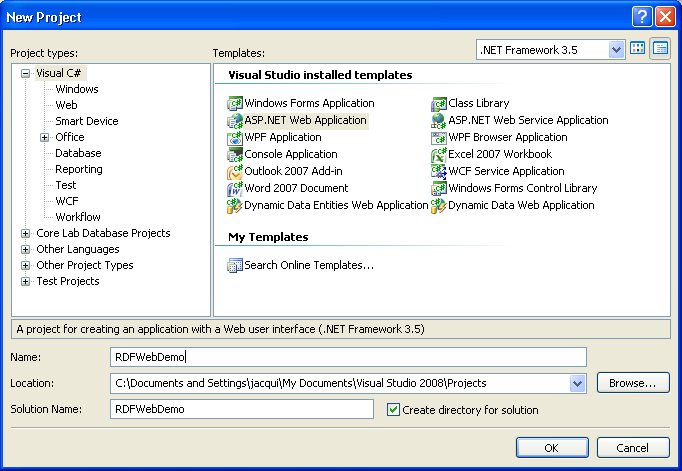 New Project
Project types:
Templates:
.NET Framework 3.5
Visual C#
Windows
Web
Smart Device
Office
Database
Reporting
Test
WCF
Workflow
Core Lab Database Projects
Other Languages
Other Project Types
Test Projects
Visual Studio installed templates
Windows Forms Application
Class Library
ASP.NET Web Application
ASP.NET Web Service Application
WPF Application
WPF Browser Application
Console Application
Excel 2007 Workbook
Outlook 2007 Add-in
WCF Service Application
Word 2007 Document
Windows Forms Control Library
Dynamic Data Entities Web Application
Dynamic Data Web Application
My Templates
Search Online Templates...
A project for creating an application with a Web user interface (.NET Framework 3.5)
Name:
RDFWebDemo
Location:
C:\Documents and Settings\jacqui\My Documents\Visual Studio 2008\Projects
Browse...
Solution Name:
RDFWebDemo
Create directory for solution
OK
Cancel